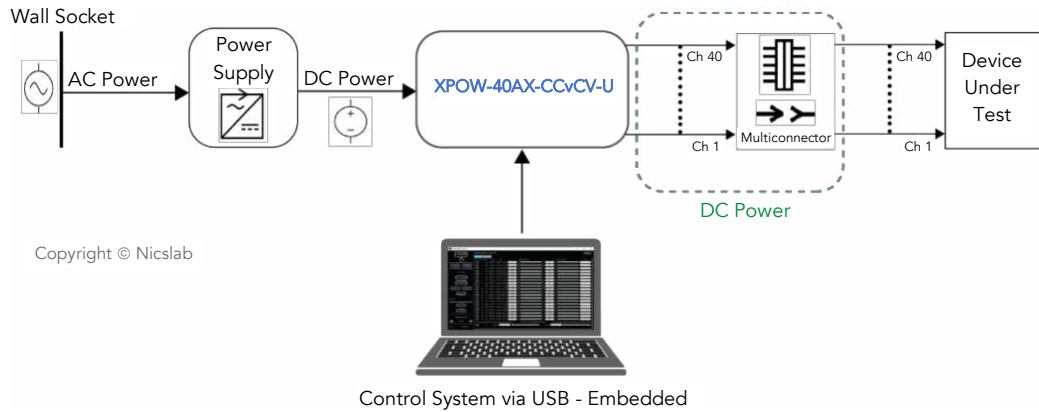 Wall Socket
AC Power
Power
Supply
DC Power
XPOW-40AX-CCvCV-U
Ch 40
Ch 1
Multiconnector
Ch 40
Ch 1
Device
Under
Test
DC Power
Copyright © Nicslab
Control System via USB - Embedded